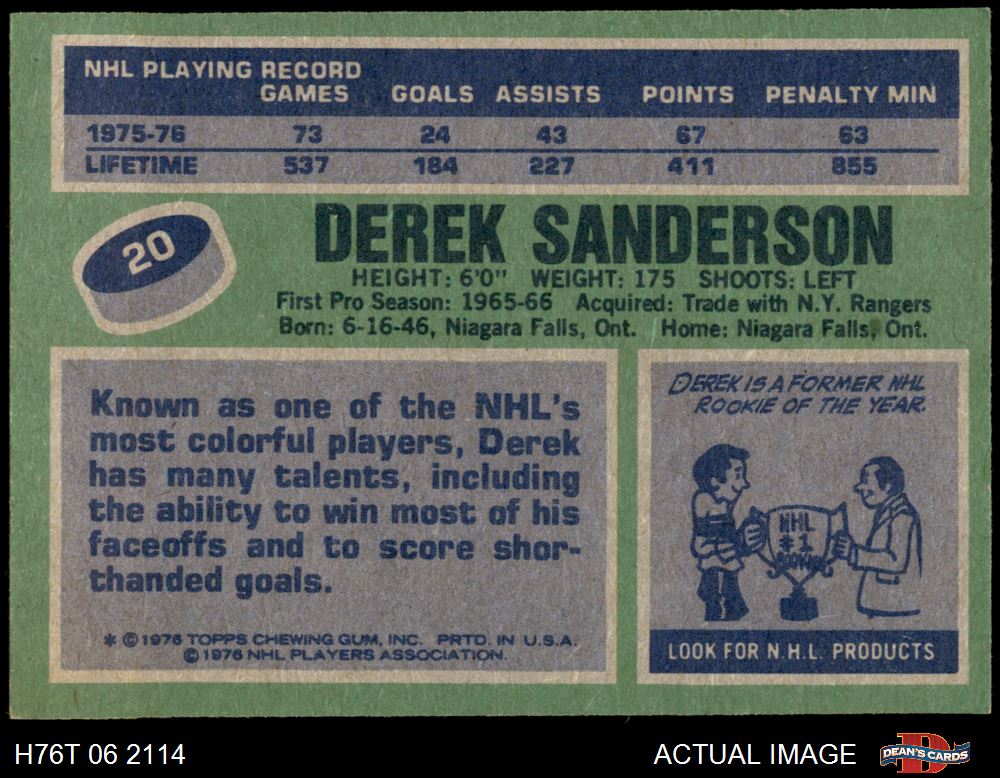 NHL PLAYING RECORD
GAMES GOALS ASSISTS POINTS PENALTY MIN
1975-76 73 24 43 67 63
LIFETIME 537 184 227 411 855
20
DEREK SANDERSON
HEIGHT: 6'0" WEIGHT: 175 SHOOTS: LEFT
First Pro Season: 1965-66 Acquired: Trade with N.Y. Rangers
Born: 6-16-46, Niagara Falls, Ont. Home: Niagara Falls, Ont.
Known as one of the NHL's
most colorful players, Derek
has many talents, including
the ability to win most of his
faceoffs and to score shor-
thanded goals.
* © 1976 TOPPS CHEWING GUM, INC. PRTD. IN U.S.A.
© 1976 NHL PLAYERS ASSOCIATION.
DEREK IS A FORMER NHL
ROOKIE OF THE YEAR.
NHL
#1
LOOK FOR N.H.L. PRODUCTS
H76T 06 2114
ACTUAL IMAGE
DEAN'S CARDS